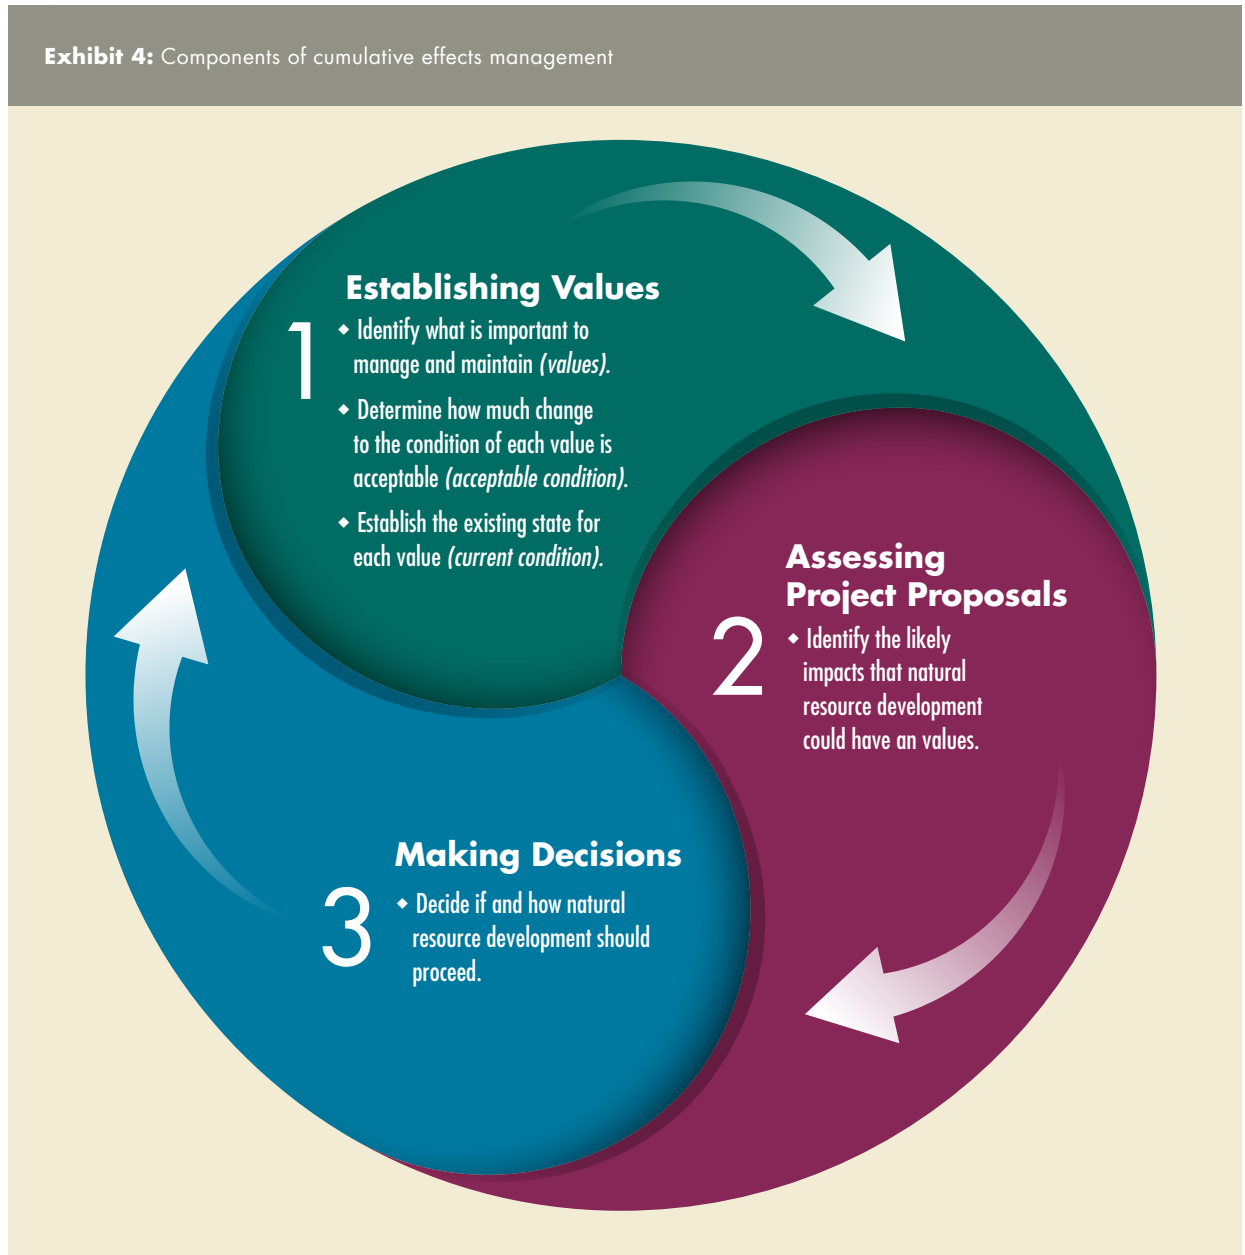 Exhibit 4: Components of cumulative effects management
1
Establishing Values
◆ Identify what is important to
manage and maintain (values).
◆ Determine how much change
to the condition of each value is
acceptable (acceptable condition).
◆ Establish the existing state for
each value (current condition).
2
Assessing
Project Proposals
◆ Identify the likely
impacts that natural
resource development
could have an values.
3
Making Decisions
◆ Decide if and how natural
resource development should
proceed.